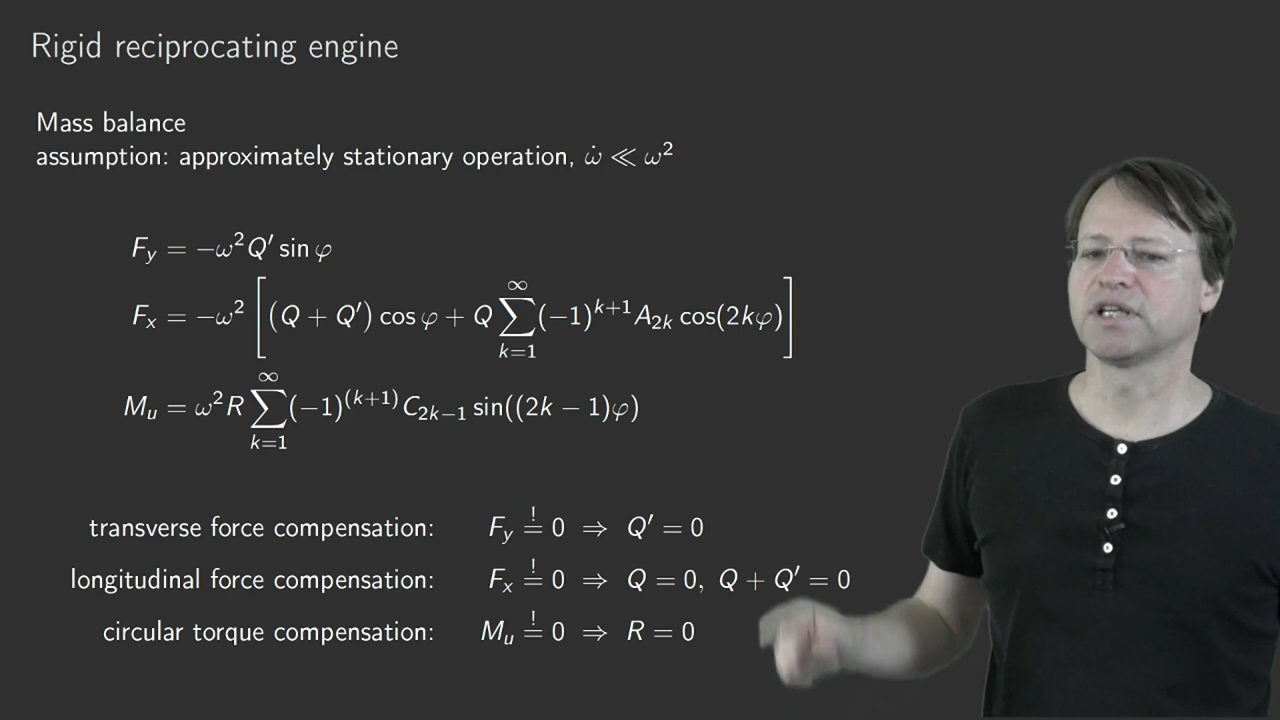 Rigid reciprocating engine
Mass balance
assumption: approximately stationary operation, ω̇ ≪ ω²
F_y = −ω² Q′ sin φ
F_x = −ω² [ (Q + Q′) cos φ + Q ∑_{k=1}^{∞} (−1)^{k+1} A_{2k} cos(2kφ) ]
M_u = ω² R ∑_{k=1}^{∞} (−1)^{(k+1)} C_{2k−1} sin((2k − 1)φ)
transverse force compensation: F_y =^! 0 ⇒ Q′ = 0
longitudinal force compensation: F_x =^! 0 ⇒ Q = 0, Q + Q′ = 0
circular torque compensation: M_u =^! 0 ⇒ R = 0